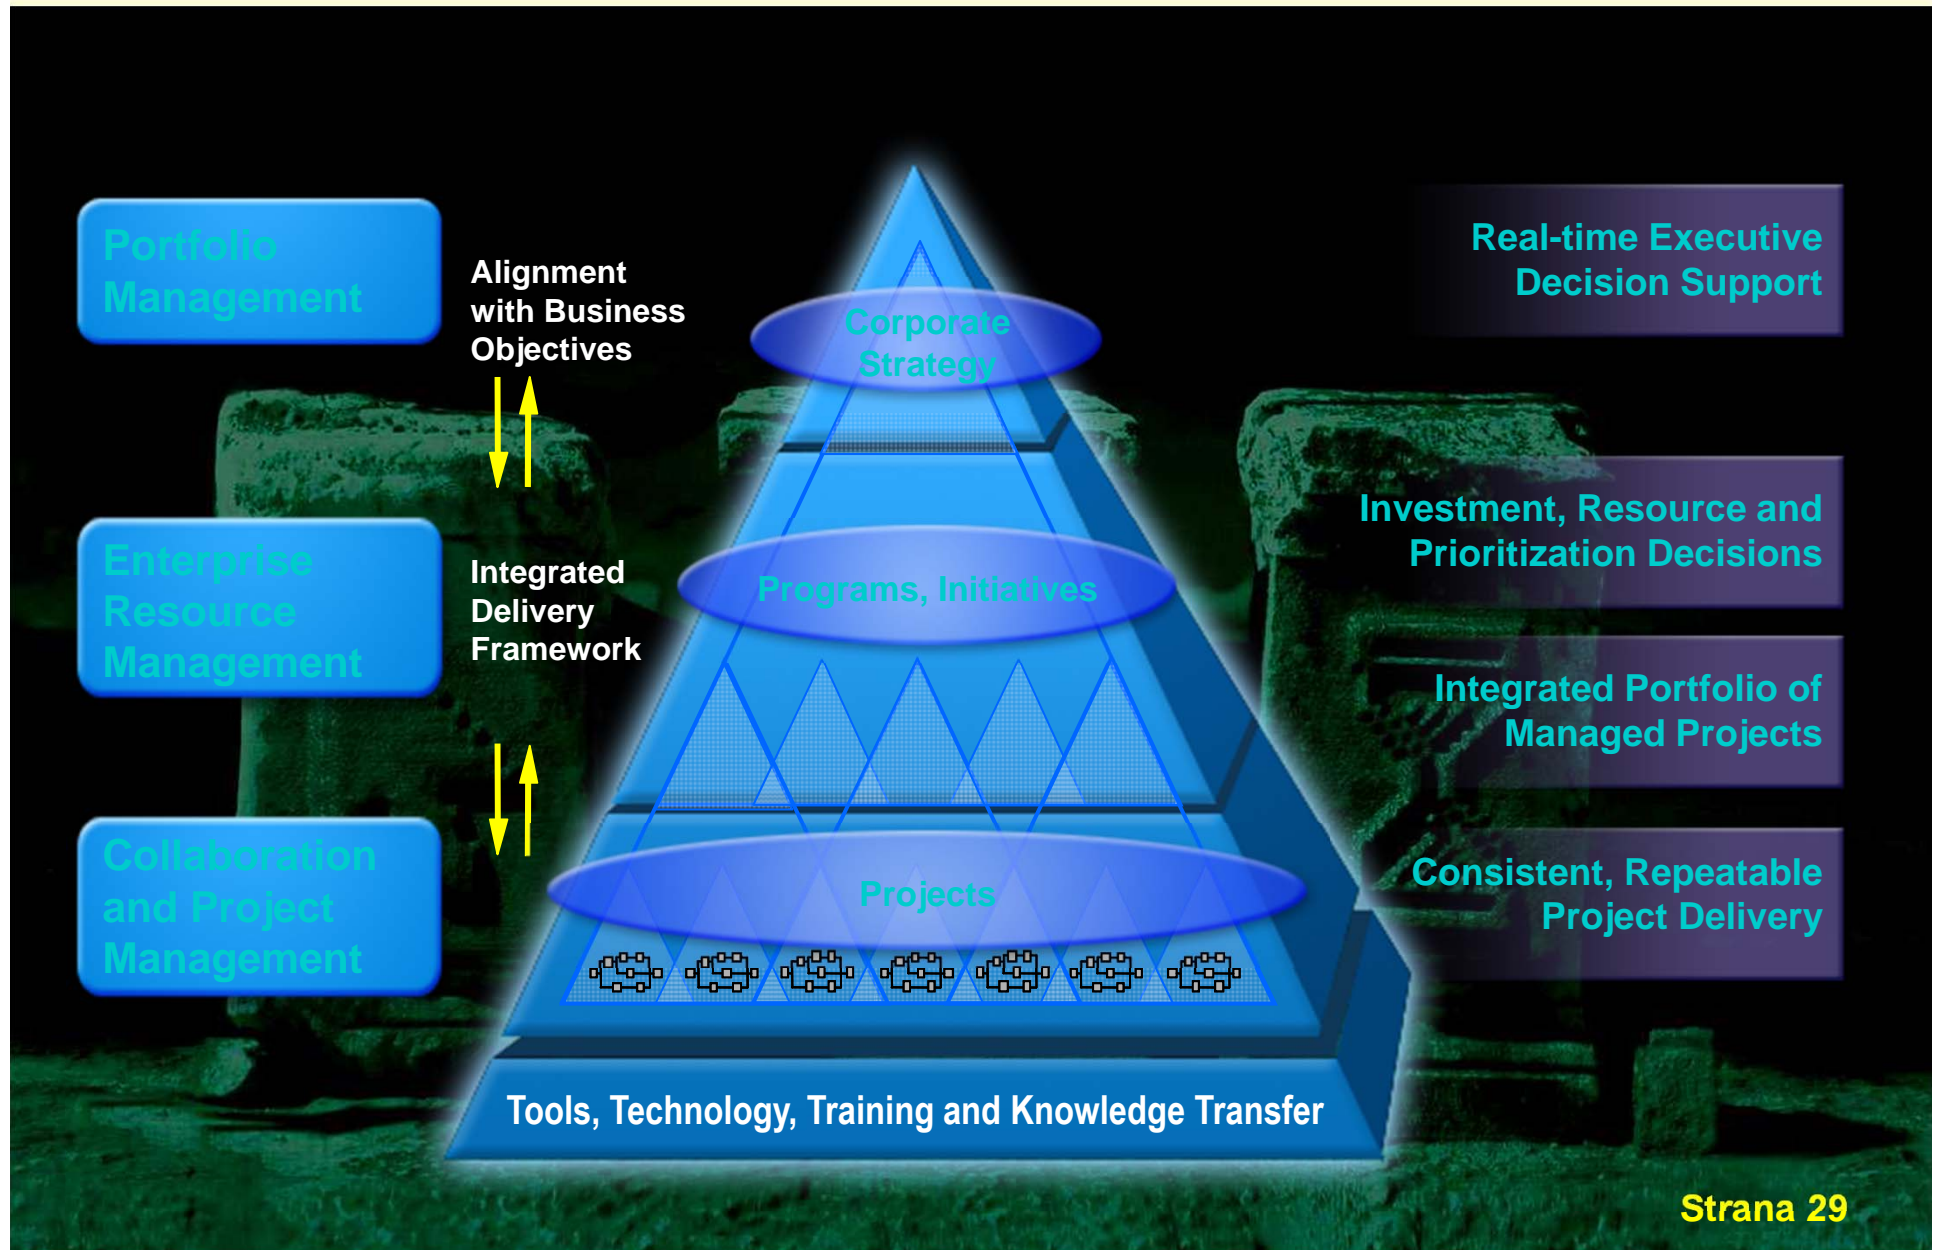 Portfolio
Management
Alignment
with Business
Objectives
Corporate
Strategy
Real-time Executive
Decision Support
Enterprise
Resource
Management
Integrated
Delivery
Framework
Programs, Initiatives
Investment, Resource and
Prioritization Decisions
Integrated Portfolio of
Managed Projects
Collaboration
and Project
Management
Projects
Consistent, Repeatable
Project Delivery
Tools, Technology, Training and Knowledge Transfer
Strana 29